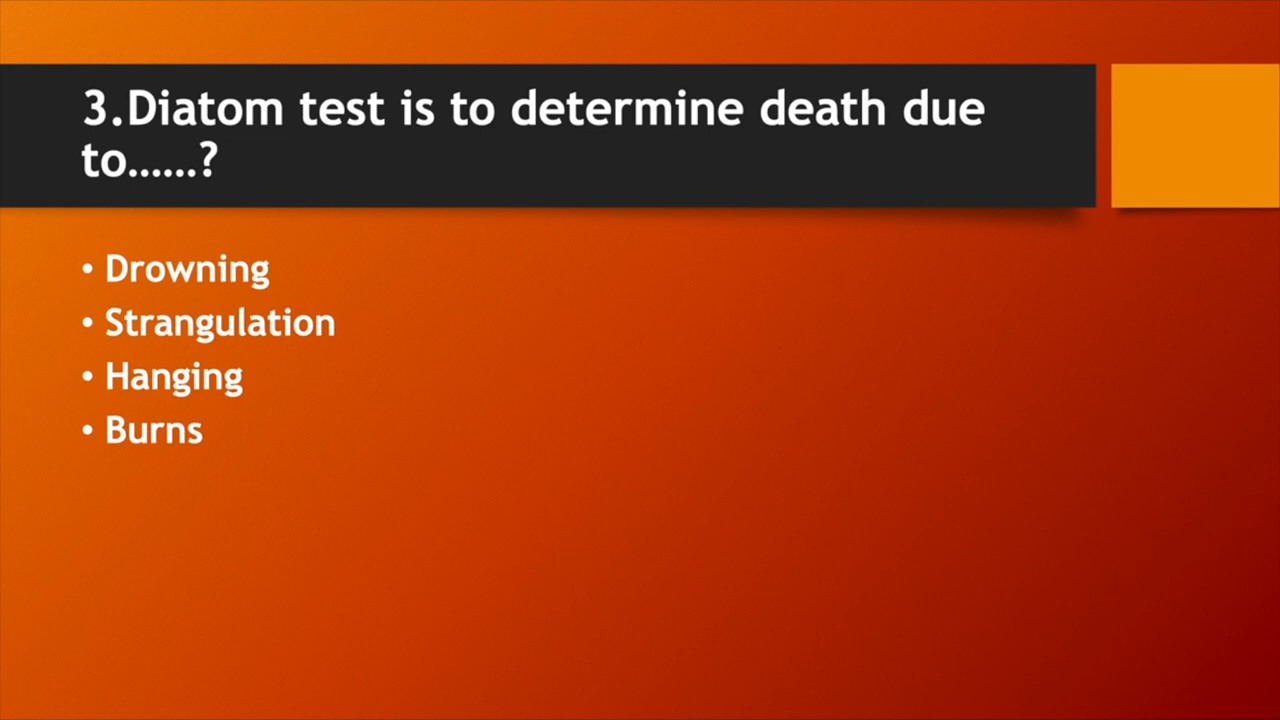 3.Diatom test is to determine death due
to……?
• Drowning
• Strangulation
• Hanging
• Burns